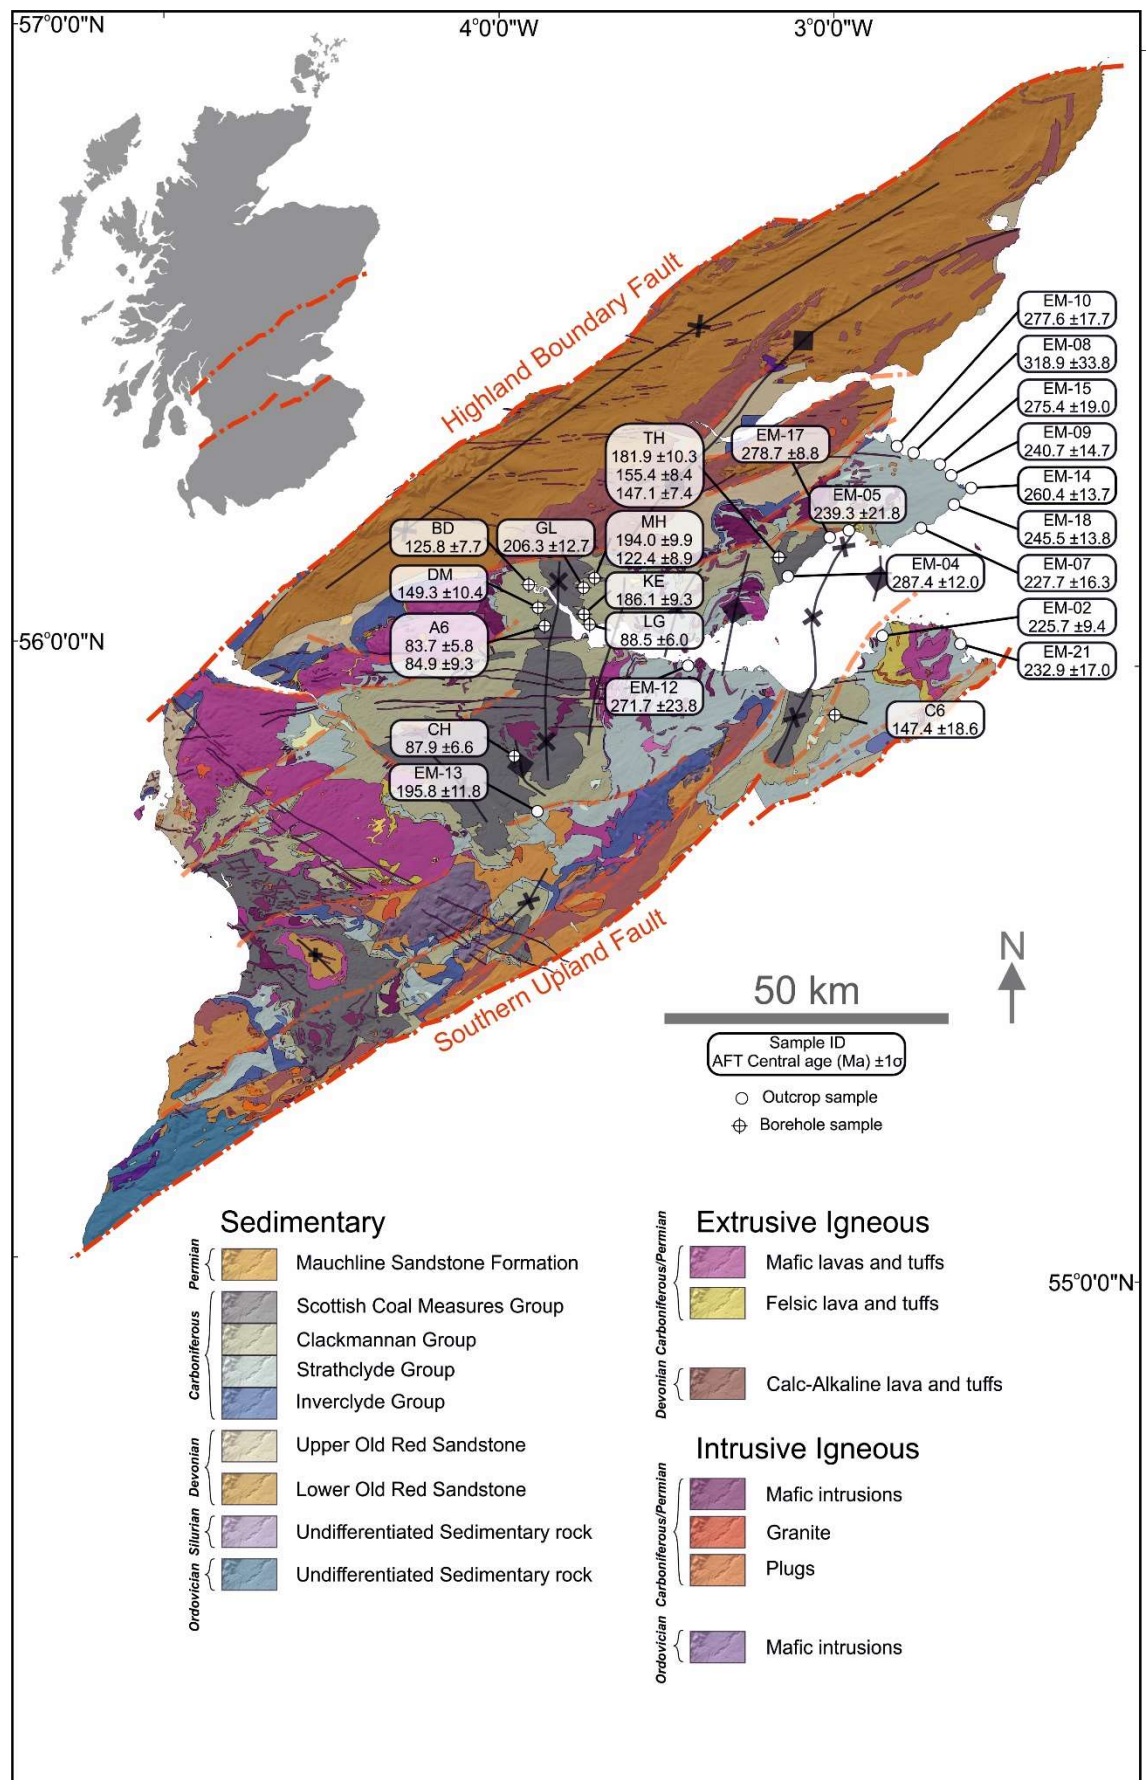 57°0'0"N
4°0'0"W
3°0'0"W
Highland Boundary Fault
EM-10
277.6 ±17.7
EM-08
318.9 ±33.8
EM-15
275.4 ±19.0
EM-09
240.7 ±14.7
EM-14
260.4 ±13.7
EM-18
245.5 ±13.8
EM-07
227.7 ±16.3
EM-02
225.7 ±9.4
EM-21
232.9 ±17.0
TH
181.9 ±10.3
155.4 ±8.4
147.1 ±7.4
EM-17
278.7 ±8.8
EM-05
239.3 ±21.8
EM-04
287.4 ±12.0
BD
125.8 ±7.7
GL
206.3 ±12.7
MH
194.0 ±9.9
122.4 ±8.9
DM
149.3 ±10.4
KE
186.1 ±9.3
A6
83.7 ±5.8
84.9 ±9.3
LG
88.5 ±6.0
56°0'0"N
EM-12
271.7 ±23.8
C6
147.4 ±18.6
CH
87.9 ±6.6
EM-13
195.8 ±11.8
Southern Upland Fault
N
50 km
Sample ID
AFT Central age (Ma) ±1σ
Outcrop sample
Borehole sample
55°0'0"N
Sedimentary
Permian
Mauchline Sandstone Formation
Carboniferous
Scottish Coal Measures Group
Clackmannan Group
Strathclyde Group
Inverclyde Group
Devonian
Upper Old Red Sandstone
Lower Old Red Sandstone
Silurian
Undifferentiated Sedimentary rock
Ordovician
Undifferentiated Sedimentary rock
Extrusive Igneous
Carboniferous/Permian
Mafic lavas and tuffs
Felsic lava and tuffs
Devonian
Calc-Alkaline lava and tuffs
Intrusive Igneous
Carboniferous/Permian
Mafic intrusions
Granite
Plugs
Ordovician
Mafic intrusions